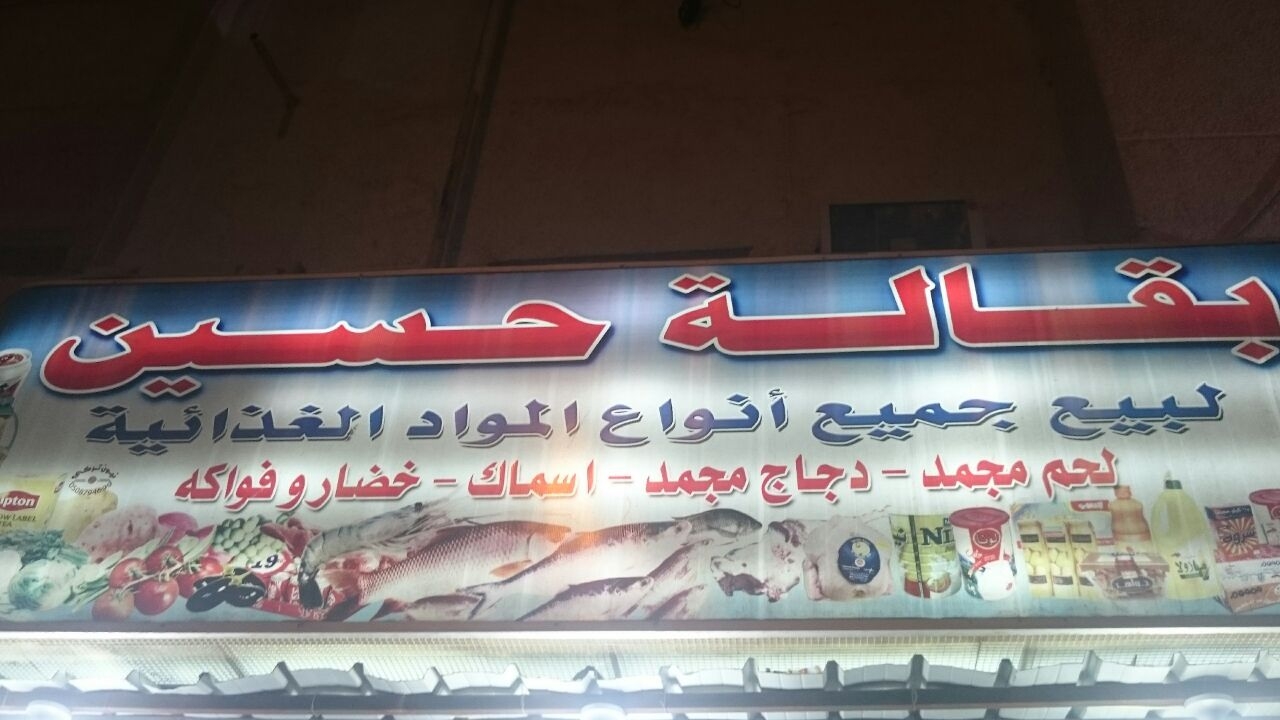 بقالة حسين
لبيع جميع أنواع المواد الغذائية
لحم مجمد - دجاج مجمد - اسماك - خضار و فواكه